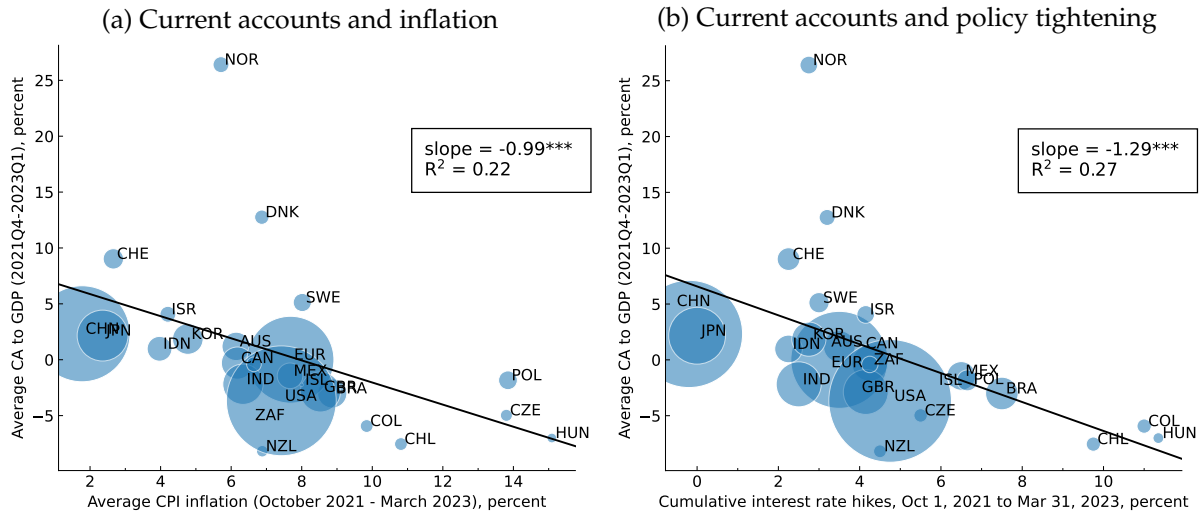 (a) Current accounts and inflation
Average CA to GDP (2021Q4-2023Q1), percent
25
20
15
10
5
0
−5
NOR
slope = -0.99***
R² = 0.22
DNK
CHE
SWE
ISR
CHN
JPN
KOR
IDN
AUS
CAN
EUR
MEX
IND
ISL
USA
GBR
BRA
POL
ZAF
CZE
COL
CHL
HUN
NZL
2 4 6 8 10 12 14
Average CPI inflation (October 2021 - March 2023), percent
(b) Current accounts and policy tightening
Average CA to GDP (2021Q4-2023Q1), percent
25
20
15
10
5
0
−5
NOR
slope = -1.29***
R² = 0.27
DNK
CHE
CHN
SWE
ISR
JPN
KOR
IDN
AUS
CAN
EUR
ZAF
IND
GBR
USA
ISL
MEX
POL
BRA
CZE
COL
CHL
HUN
NZL
0 2 4 6 8 10
Cumulative interest rate hikes, Oct 1, 2021 to Mar 31, 2023, percent